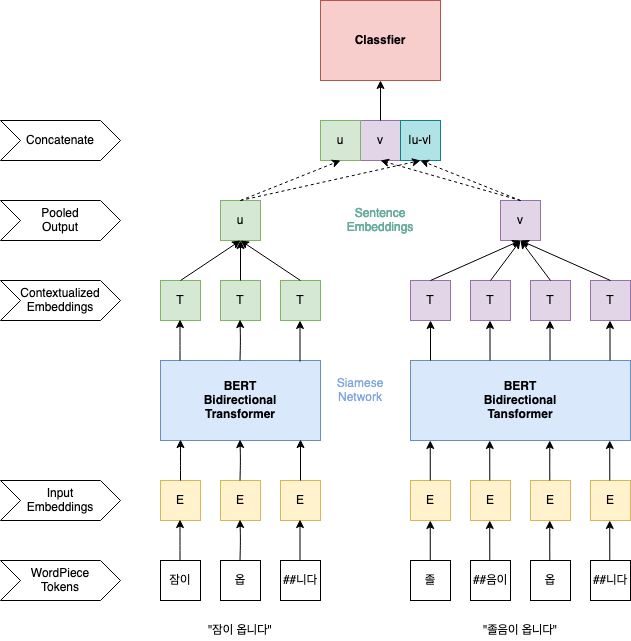 Classfier
Concatenate
u v |u-v|
Pooled
Output
u
Sentence
Embeddings
v
Contextualized
Embeddings
T T T T T T T
BERT
Bidirectional
Transformer
Siamese
Network
BERT
Bidirectional
Tansformer
Input
Embeddings
E E E E E E E
WordPiece
Tokens
잠이 옵 ##니다 졸 ##음이 옵 ##니다
"잠이 옵니다" "졸음이 옵니다"